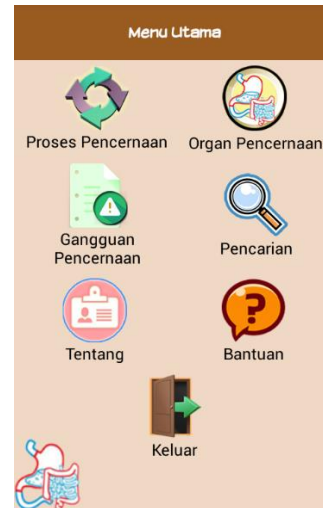 Menu Utama
Proses Pencernaan
Organ Pencernaan
Gangguan
Pencernaan
Pencarian
Tentang
Bantuan
Keluar